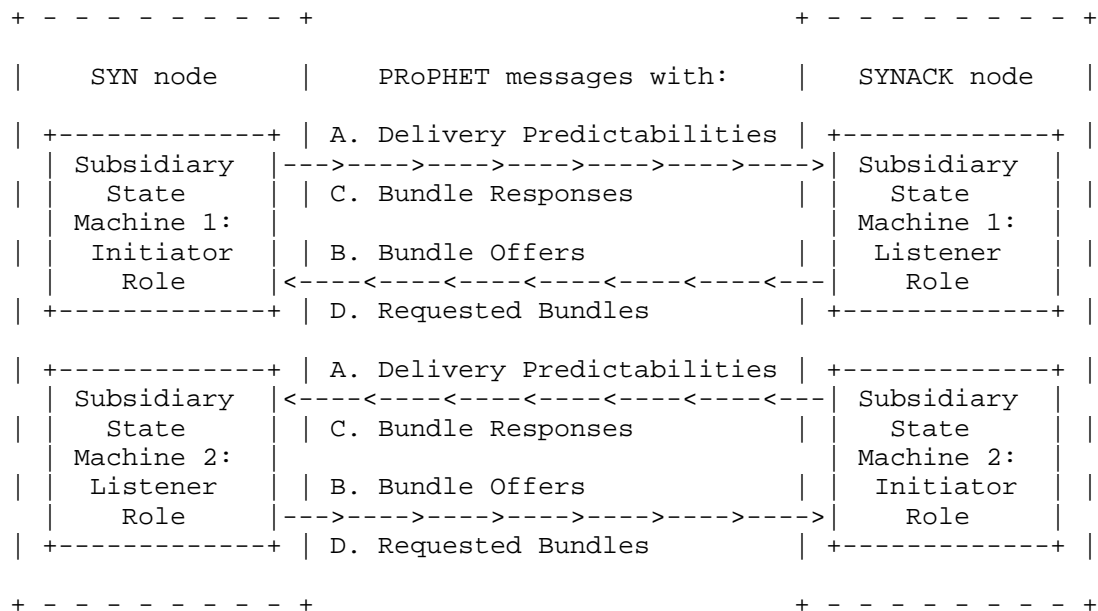 + - - - - - - - - +                              + - - - - - - - - +
|    SYN node     |    PRoPHET messages with:    |   SYNACK node   |
| +-------------+ | A. Delivery Predictabilities | +-------------+ |
  | Subsidiary  |--->---->---->---->---->---->---->| Subsidiary  |
| |   State     | | C. Bundle Responses          | |   State     | |
  | Machine 1:  |                                  | Machine 1:  |
| |  Initiator  | | B. Bundle Offers             | |  Listener   | |
  |    Role     |<----<----<----<----<----<----<---|    Role     |
| +-------------+ | D. Requested Bundles         | +-------------+ |
| +-------------+ | A. Delivery Predictabilities | +-------------+ |
  | Subsidiary  |<----<----<----<----<----<----<---| Subsidiary  |
| |   State     | | C. Bundle Responses          | |   State     | |
  | Machine 2:  |                                  | Machine 2:  |
| |  Listener   | | B. Bundle Offers             | |  Initiator  | |
  |    Role     |--->---->---->---->---->---->---->|    Role     |
| +-------------+ | D. Requested Bundles         | +-------------+ |
+ - - - - - - - - +                              + - - - - - - - - +